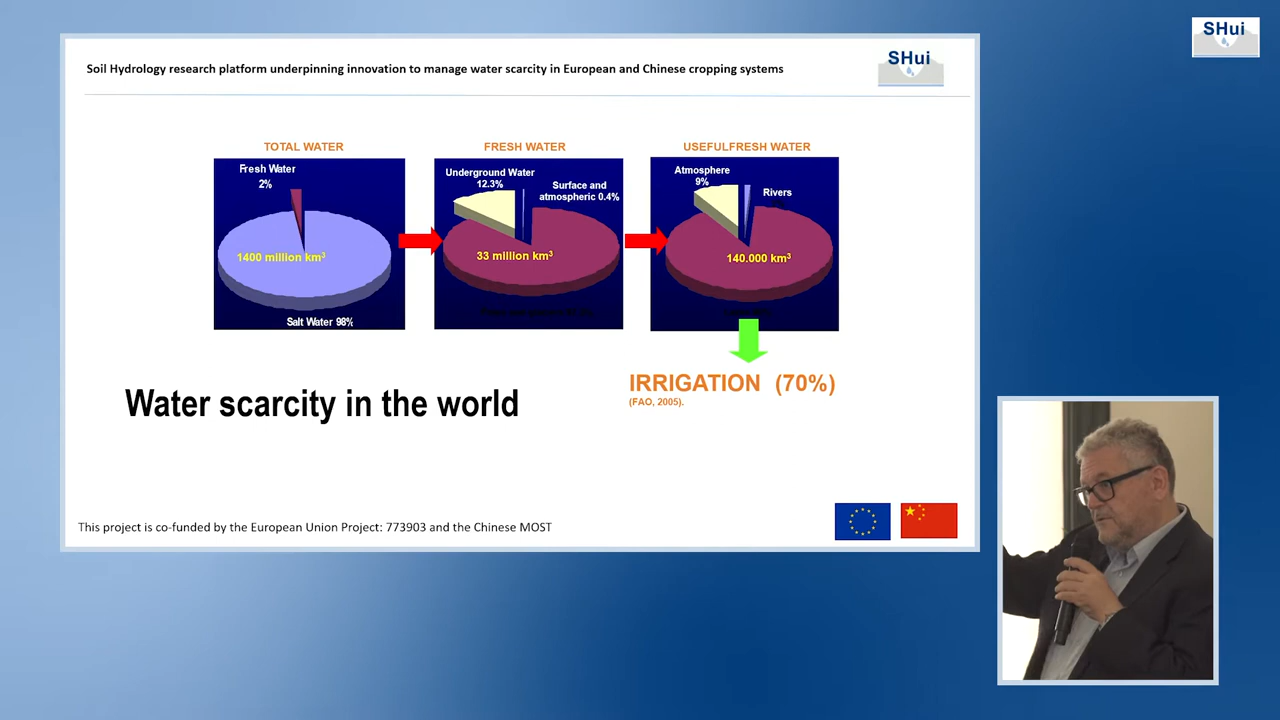 SHui
Soil Hydrology research platform underpinning innovation to manage water scarcity in European and Chinese cropping systems
SHui
TOTAL WATER
FRESH WATER
USEFULFRESH WATER
Fresh Water
2%
1400 million km³
Salt Water 98%
Underground Water
12.3%
Surface and
atmospheric 0.4%
33 million km³
Atmosphere
9%
Rivers
140.000 km³
IRRIGATION (70%)
(FAO, 2005).
Water scarcity in the world
This project is co-funded by the European Union Project: 773903 and the Chinese MOST